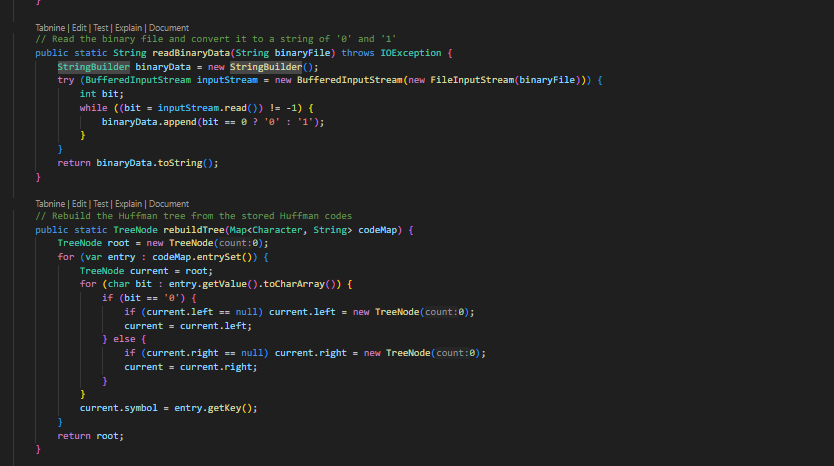 }
Tabnine | Edit | Test | Explain | Document
// Read the binary file and convert it to a string of '0' and '1'
public static String readBinaryData(String binaryFile) throws IOException {
    StringBuilder binaryData = new StringBuilder();
    try (BufferedInputStream inputStream = new BufferedInputStream(new FileInputStream(binaryFile))) {
        int bit;
        while ((bit = inputStream.read()) != -1) {
            binaryData.append(bit == 0 ? '0' : '1');
        }
    }
    return binaryData.toString();
}
Tabnine | Edit | Test | Explain | Document
// Rebuild the Huffman tree from the stored Huffman codes
public static TreeNode rebuildTree(Map<Character, String> codeMap) {
    TreeNode root = new TreeNode(count:0);
    for (var entry : codeMap.entrySet()) {
        TreeNode current = root;
        for (char bit : entry.getValue().toCharArray()) {
            if (bit == '0') {
                if (current.left == null) current.left = new TreeNode(count:0);
                current = current.left;
            } else {
                if (current.right == null) current.right = new TreeNode(count:0);
                current = current.right;
            }
        }
        current.symbol = entry.getKey();
    }
    return root;
}